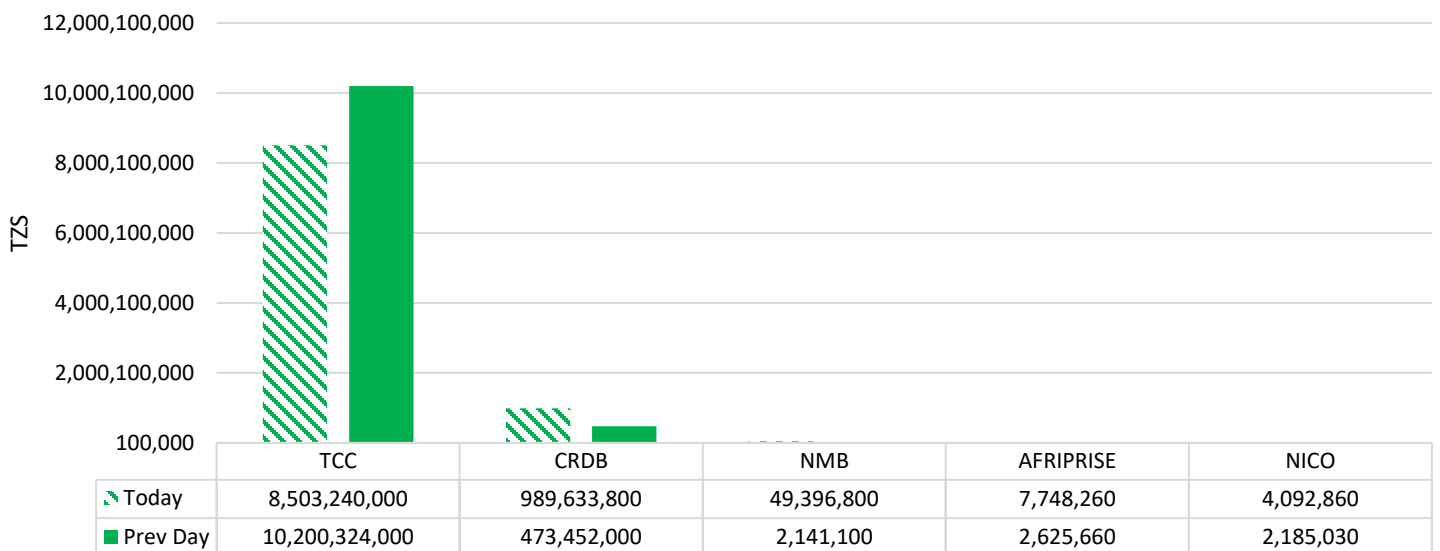 12,000,100,000
10,000,100,000
8,000,100,000
6,000,100,000
4,000,100,000
2,000,100,000
100,000
TZS
TCC CRDB NMB AFRIPRISE NICO
Today 8,503,240,000 989,633,800 49,396,800 7,748,260 4,092,860
Prev Day 10,200,324,000 473,452,000 2,141,100 2,625,660 2,185,030